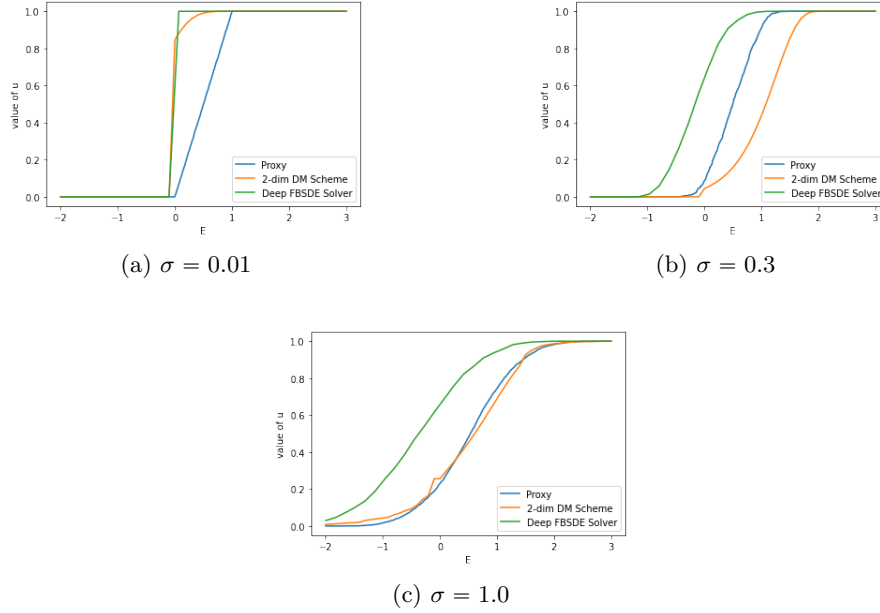 value of u
1.0
0.8
0.6
0.4
0.2
0.0
Proxy
2-dim DM Scheme
Deep FBSDE Solver
−2 −1 0 1 2 3
E
(a) σ = 0.01
value of u
1.0
0.8
0.6
0.4
0.2
0.0
Proxy
2-dim DM Scheme
Deep FBSDE Solver
−2 −1 0 1 2 3
E
(b) σ = 0.3
value of u
1.0
0.8
0.6
0.4
0.2
0.0
Proxy
2-dim DM Scheme
Deep FBSDE Solver
−2 −1 0 1 2 3
E
(c) σ = 1.0